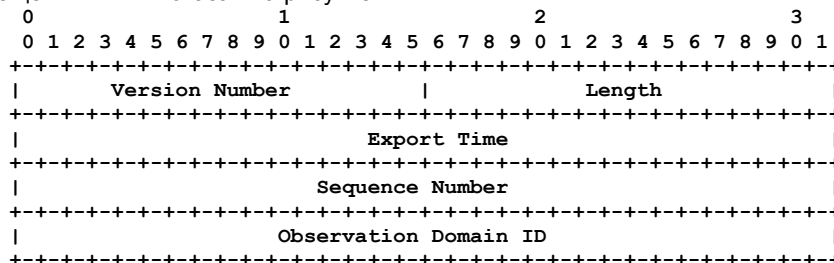 0                   1                   2                   3
0 1 2 3 4 5 6 7 8 9 0 1 2 3 4 5 6 7 8 9 0 1 2 3 4 5 6 7 8 9 0 1
+-+-+-+-+-+-+-+-+-+-+-+-+-+-+-+-+-+-+-+-+-+-+-+-+-+-+-+-+-+-+-+-
|       Version Number          |            Length             |
+-+-+-+-+-+-+-+-+-+-+-+-+-+-+-+-+-+-+-+-+-+-+-+-+-+-+-+-+-+-+-+-
|                           Export Time                         |
+-+-+-+-+-+-+-+-+-+-+-+-+-+-+-+-+-+-+-+-+-+-+-+-+-+-+-+-+-+-+-+-
|                       Sequence Number                         |
+-+-+-+-+-+-+-+-+-+-+-+-+-+-+-+-+-+-+-+-+-+-+-+-+-+-+-+-+-+-+-+-
|                    Observation Domain ID                      |
+-+-+-+-+-+-+-+-+-+-+-+-+-+-+-+-+-+-+-+-+-+-+-+-+-+-+-+-+-+-+-+-